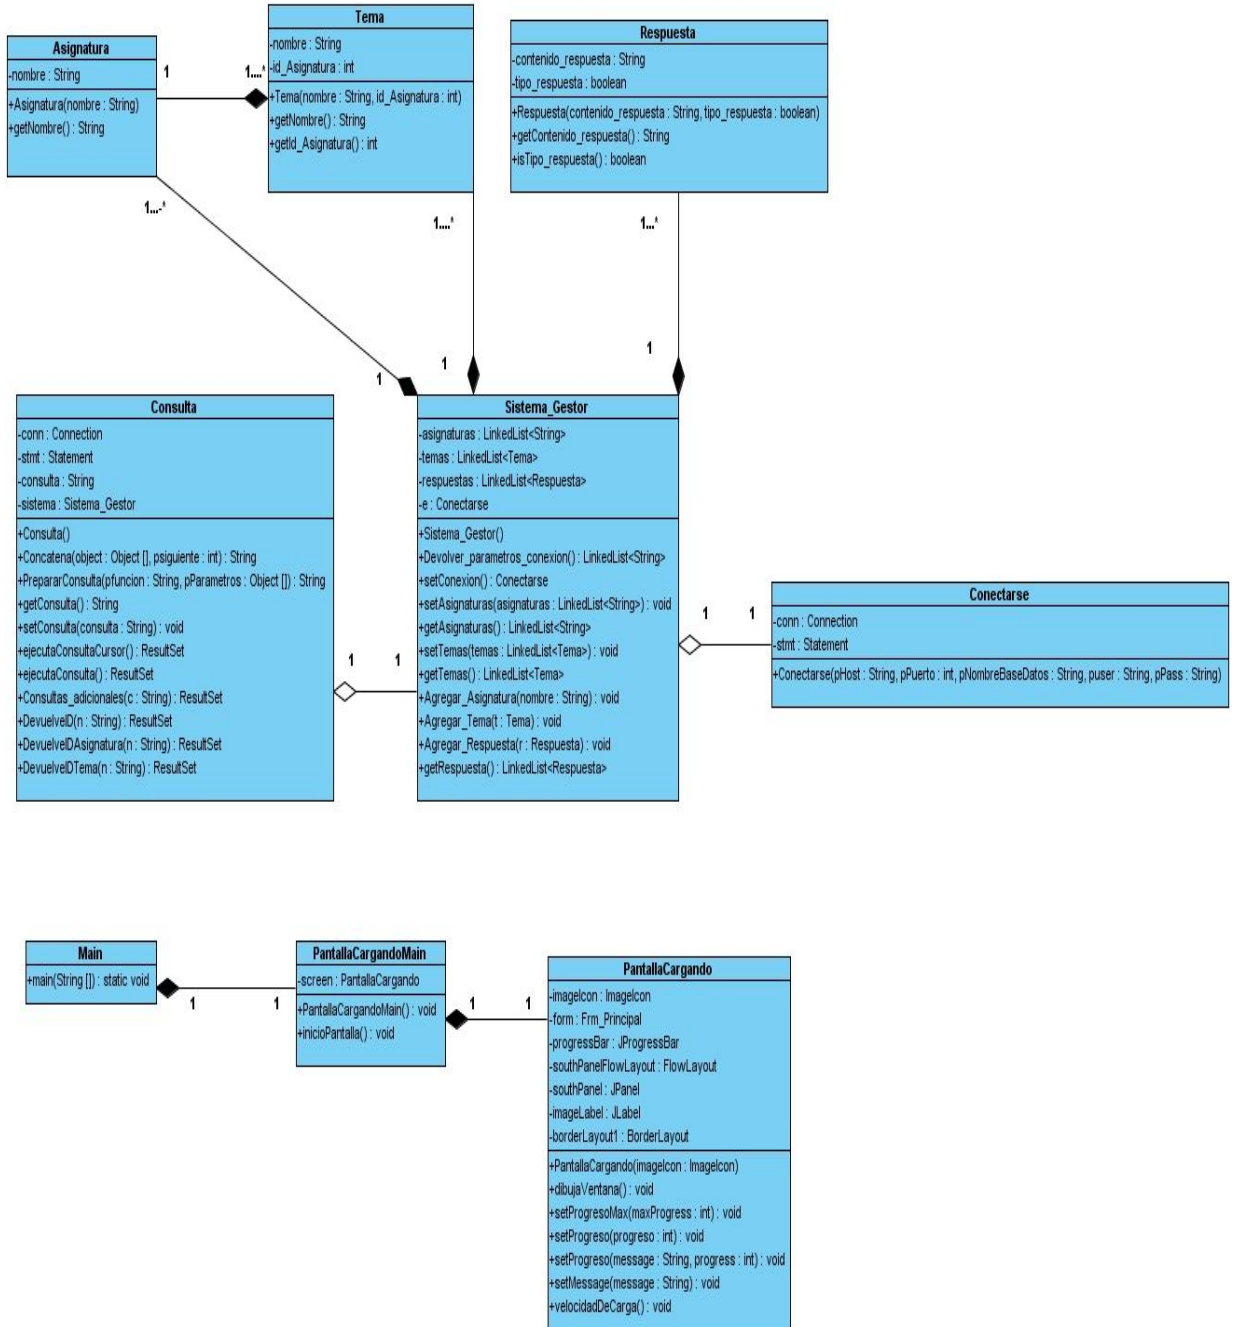 Asignatura
-nombre : String
+Asignatura(nombre : String)
+getNombre() : String
1
1....*
Tema
-nombre : String
-id_Asignatura : int
+Tema(nombre : String, id_Asignatura : int)
+getNombre() : String
+getId_Asignatura() : int
Respuesta
-contenido_respuesta : String
-tipo_respuesta : boolean
+Respuesta(contenido_respuesta : String, tipo_respuesta : boolean)
+getContenido_respuesta() : String
+isTipo_respuesta() : boolean
1...-*
1....*
1...*
1
1
1
Consulta
-conn : Connection
-stmt : Statement
-consulta : String
-sistema : Sistema_Gestor
+Consulta()
+Concatena(object : Object [], psiguiente : int) : String
+PrepararConsulta(pfuncion : String, pParametros : Object []) : String
+getConsulta() : String
+setConsulta(consulta : String) : void
+ejecutaConsultaCursor() : ResultSet
+ejecutaConsulta() : ResultSet
+Consultas_adicionales(c : String) : ResultSet
+DevuelveID(n : String) : ResultSet
+DevuelveIDAsignatura(n : String) : ResultSet
+DevuelveIDTema(n : String) : ResultSet
1
1
Sistema_Gestor
-asignaturas : LinkedList<String>
-temas : LinkedList<Tema>
-respuestas : LinkedList<Respuesta>
-e : Conectarse
+Sistema_Gestor()
+Devolver_parametros_conexion() : LinkedList<String>
+setConexion() : Conectarse
+setAsignaturas(asignaturas : LinkedList<String>) : void
+getAsignaturas() : LinkedList<String>
+setTemas(temas : LinkedList<Tema>) : void
+getTemas() : LinkedList<Tema>
+Agregar_Asignatura(nombre : String) : void
+Agregar_Tema(t : Tema) : void
+Agregar_Respuesta(r : Respuesta) : void
+getRespuesta() : LinkedList<Respuesta>
1
1
Conectarse
-conn : Connection
-stmt : Statement
+Conectarse(pHost : String, pPuerto : int, pNombreBaseDatos : String, puser : String, pPass : String)
Main
+main(String []) : static void
1
1
PantallaCargandoMain
-screen : PantallaCargando
+PantallaCargandoMain() : void
+inicioPantalla() : void
1
1
PantallaCargando
-imageIcon : ImageIcon
-form : Frm_Principal
-progressBar : JProgressBar
-southPanelFlowLayout : FlowLayout
-southPanel : JPanel
-imageLabel : JLabel
-borderLayout1 : BorderLayout
+PantallaCargando(imageIcon : ImageIcon)
+dibujaVentana() : void
+setProgresoMax(maxProgress : int) : void
+setProgreso(progreso : int) : void
+setProgreso(message : String, progress : int) : void
+setMessage(message : String) : void
+velocidadDeCarga() : void